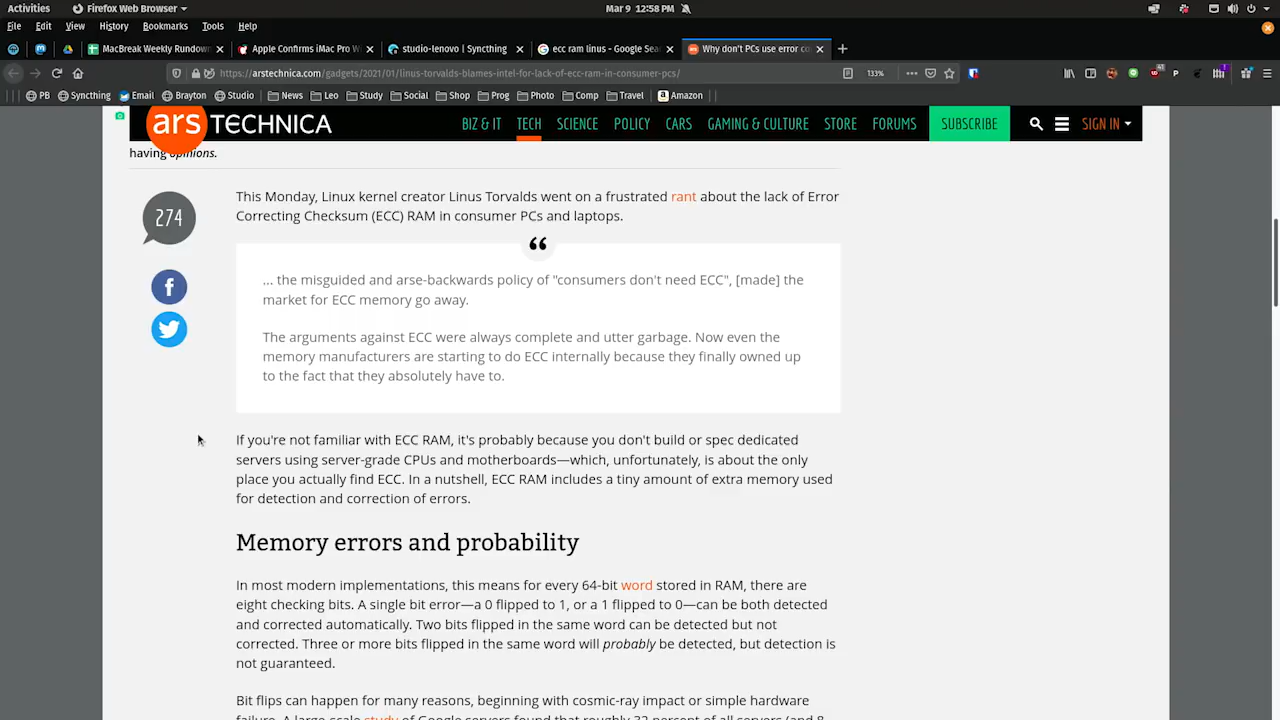 Activities
Firefox Web Browser
Mar 9 12:58 PM
File Edit View History Bookmarks Tools Help
MacBreak Weekly Rundown
Apple Confirms iMac Pro W
studio-lenovo | Syncthing
ecc ram linus - Google Sea
Why don't PCs use error co
https://arstechnica.com/gadgets/2021/01/linus-torvalds-blames-intel-for-lack-of-ecc-ram-in-consumer-pcs/
133%
PB Syncthing Email Brayton Studio News Leo Study Social Shop Prog Photo Comp Travel Amazon
ars TECHNICA
BIZ & IT TECH SCIENCE POLICY CARS GAMING & CULTURE STORE FORUMS SUBSCRIBE SIGN IN
having opinions.
274
This Monday, Linux kernel creator Linus Torvalds went on a frustrated rant about the lack of Error
Correcting Checksum (ECC) RAM in consumer PCs and laptops.
“
... the misguided and arse-backwards policy of "consumers don't need ECC", [made] the
market for ECC memory go away.
The arguments against ECC were always complete and utter garbage. Now even the
memory manufacturers are starting to do ECC internally because they finally owned up
to the fact that they absolutely have to.
If you're not familiar with ECC RAM, it's probably because you don't build or spec dedicated
servers using server-grade CPUs and motherboards—which, unfortunately, is about the only
place you actually find ECC. In a nutshell, ECC RAM includes a tiny amount of extra memory used
for detection and correction of errors.
Memory errors and probability
In most modern implementations, this means for every 64-bit word stored in RAM, there are
eight checking bits. A single bit error—a 0 flipped to 1, or a 1 flipped to 0—can be both detected
and corrected automatically. Two bits flipped in the same word can be detected but not
corrected. Three or more bits flipped in the same word will probably be detected, but detection is
not guaranteed.
Bit flips can happen for many reasons, beginning with cosmic-ray impact or simple hardware
failure. A large-scale study of Google servers found that roughly 32 percent of all servers (and 8